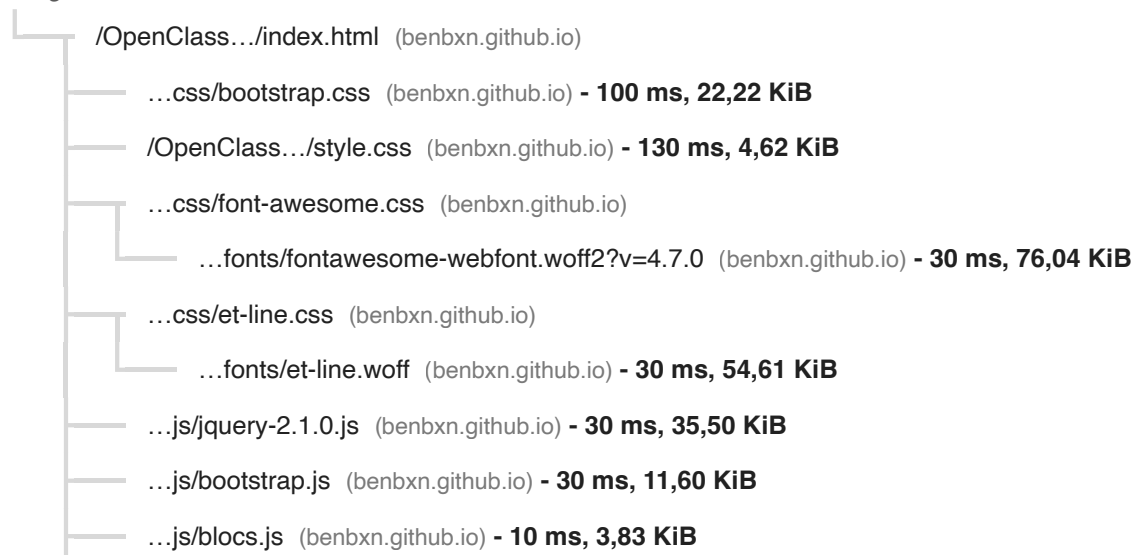 /OpenClass…/index.html (benbxn.github.io)
…css/bootstrap.css (benbxn.github.io) - 100 ms, 22,22 KiB
/OpenClass…/style.css (benbxn.github.io) - 130 ms, 4,62 KiB
…css/font-awesome.css (benbxn.github.io)
…fonts/fontawesome-webfont.woff2?v=4.7.0 (benbxn.github.io) - 30 ms, 76,04 KiB
…css/et-line.css (benbxn.github.io)
…fonts/et-line.woff (benbxn.github.io) - 30 ms, 54,61 KiB
…js/jquery-2.1.0.js (benbxn.github.io) - 30 ms, 35,50 KiB
…js/bootstrap.js (benbxn.github.io) - 30 ms, 11,60 KiB
…js/blocs.js (benbxn.github.io) - 10 ms, 3,83 KiB